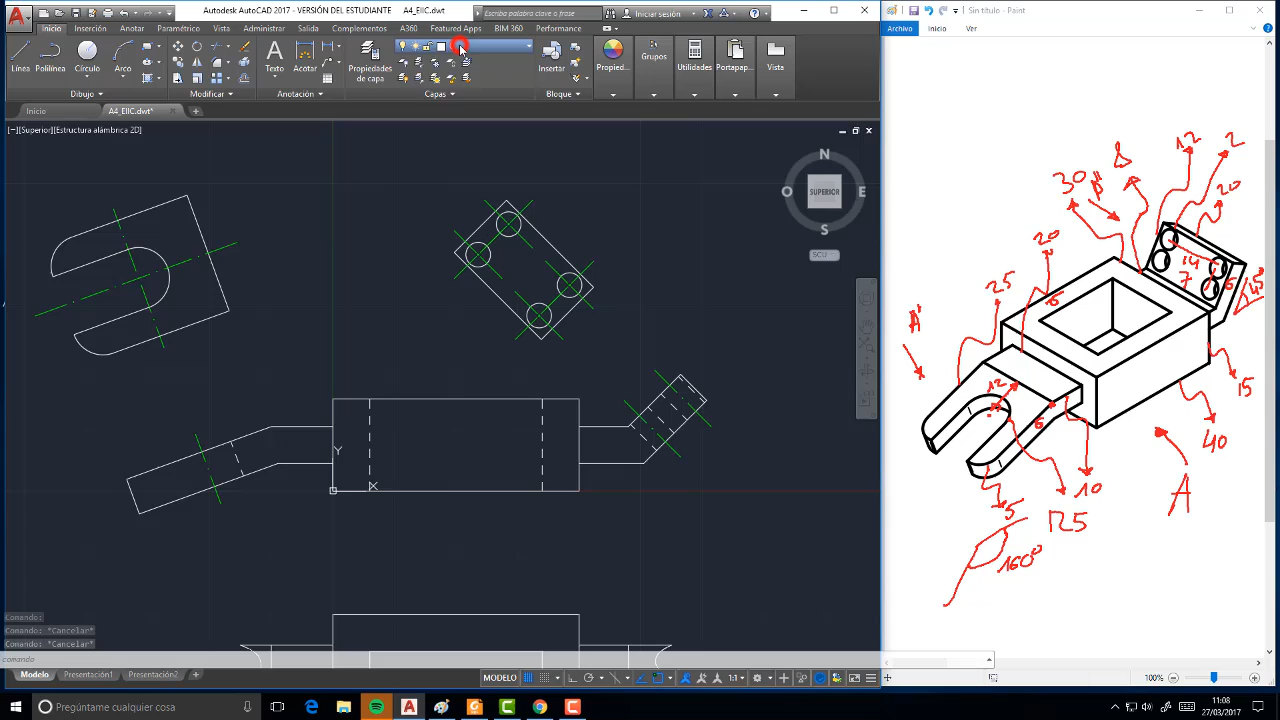 Autodesk AutoCAD 2017 - VERSIÓN DEL ESTUDIANTE A4_EIIC.dwt
Escriba palabra clave o frase
Iniciar sesión
Sin título - Paint
Inicio Inserción Anotar Paramétrico Vista Administrar Salida Complementos A360 Featured Apps BIM 360 Performance
Archivo Inicio Ver
Línea Polilínea Círculo Arco
Texto Acotar
Propiedades de capa
Insertar
Propied... Grupos Utilidades Portapap... Vista
Dibujo Modificar Anotación Capas Bloque
Inicio A4_EIIC.dwt*
[−][Superior][Estructura alámbrica 2D]
N
O SUPERIOR E
S
SCU
Y
X
12 2
30 B' B 20
20
14
7 6 45
25 6
A'
12
6 15
40
10
5 R5 A
160°
Comando:
Comando: *Cancelar*
Comando: *Cancelar*
comando
Modelo Presentación1 Presentación2 +
MODELO 1:1
100%
Pregúntame cualquier cosa
11:08
27/03/2017